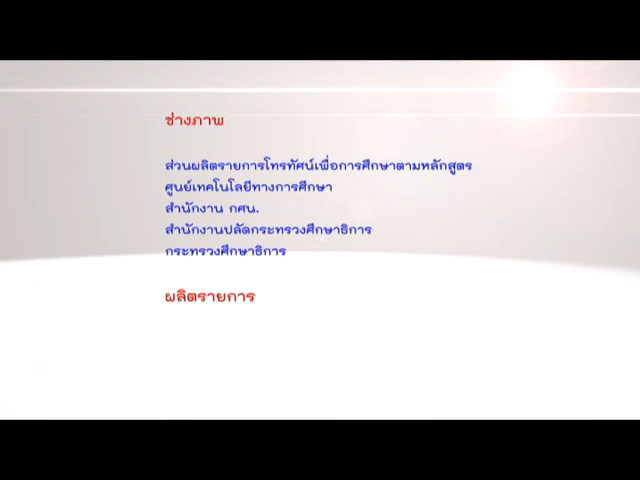 ช่างภาพ
ส่วนผลิตรายการโทรทัศน์เพื่อการศึกษาตามหลักสูตร
ศูนย์เทคโนโลยีทางการศึกษา
สำนักงาน กศน.
สำนักงานปลัดกระทรวงศึกษาธิการ
กระทรวงศึกษาธิการ
ผลิตรายการ